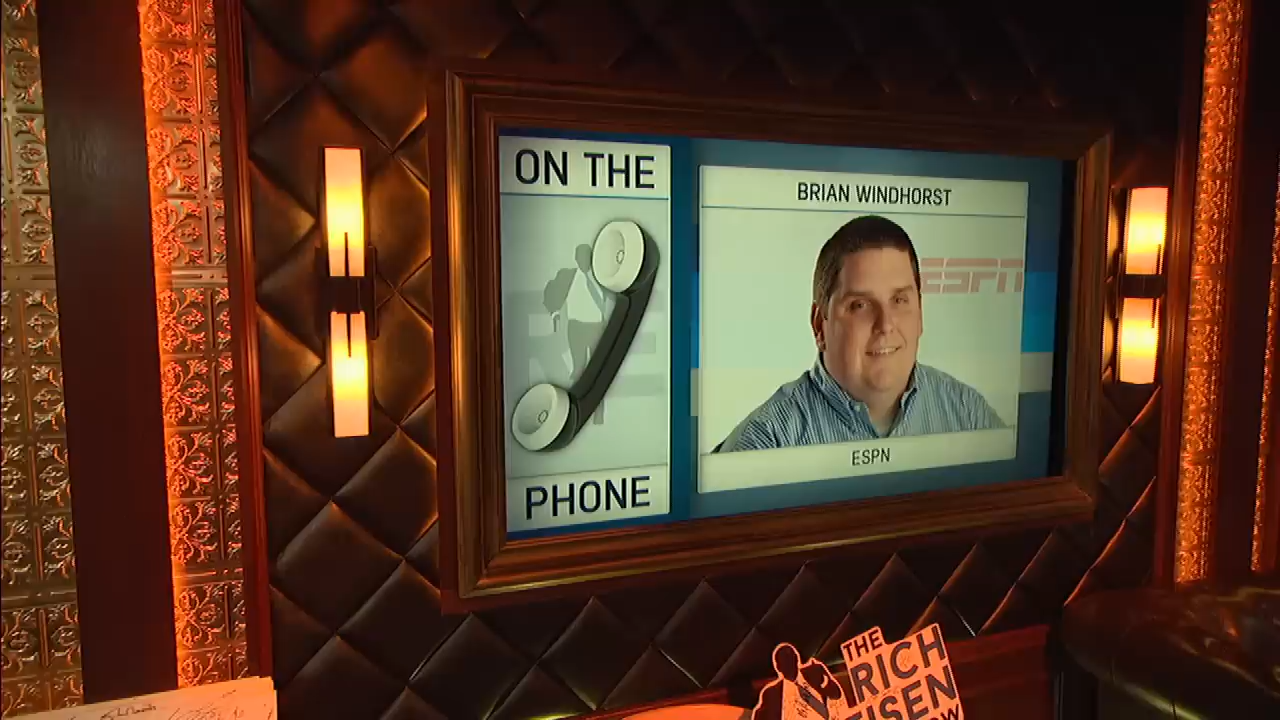 ON THE
PHONE
BRIAN WINDHORST
ESPN
ESPN
THE
RICH
EISEN